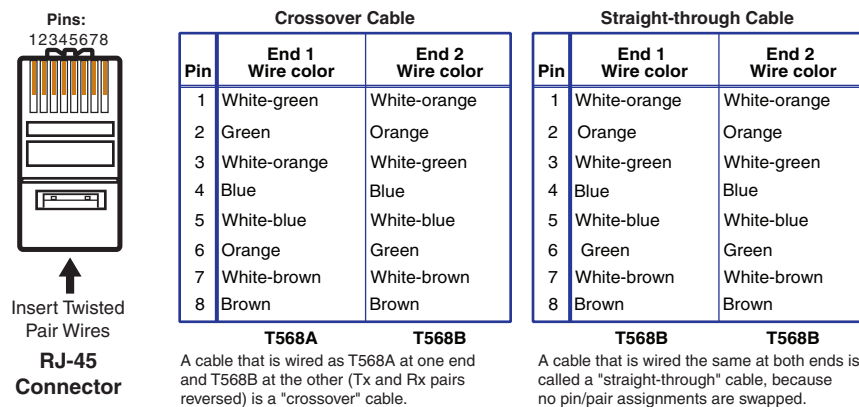 Pins:
12345678
Insert Twisted
Pair Wires
RJ-45
Connector
Crossover Cable
Pin End 1 Wire color End 2 Wire color
1 White-green White-orange
2 Green Orange
3 White-orange White-green
4 Blue Blue
5 White-blue White-blue
6 Orange Green
7 White-brown White-brown
8 Brown Brown
T568A T568B
A cable that is wired as T568A at one end
and T568B at the other (Tx and Rx pairs
reversed) is a "crossover" cable.
Straight-through Cable
Pin End 1 Wire color End 2 Wire color
1 White-orange White-orange
2 Orange Orange
3 White-green White-green
4 Blue Blue
5 White-blue White-blue
6 Green Green
7 White-brown White-brown
8 Brown Brown
T568B T568B
A cable that is wired the same at both ends is
called a "straight-through" cable, because
no pin/pair assignments are swapped.